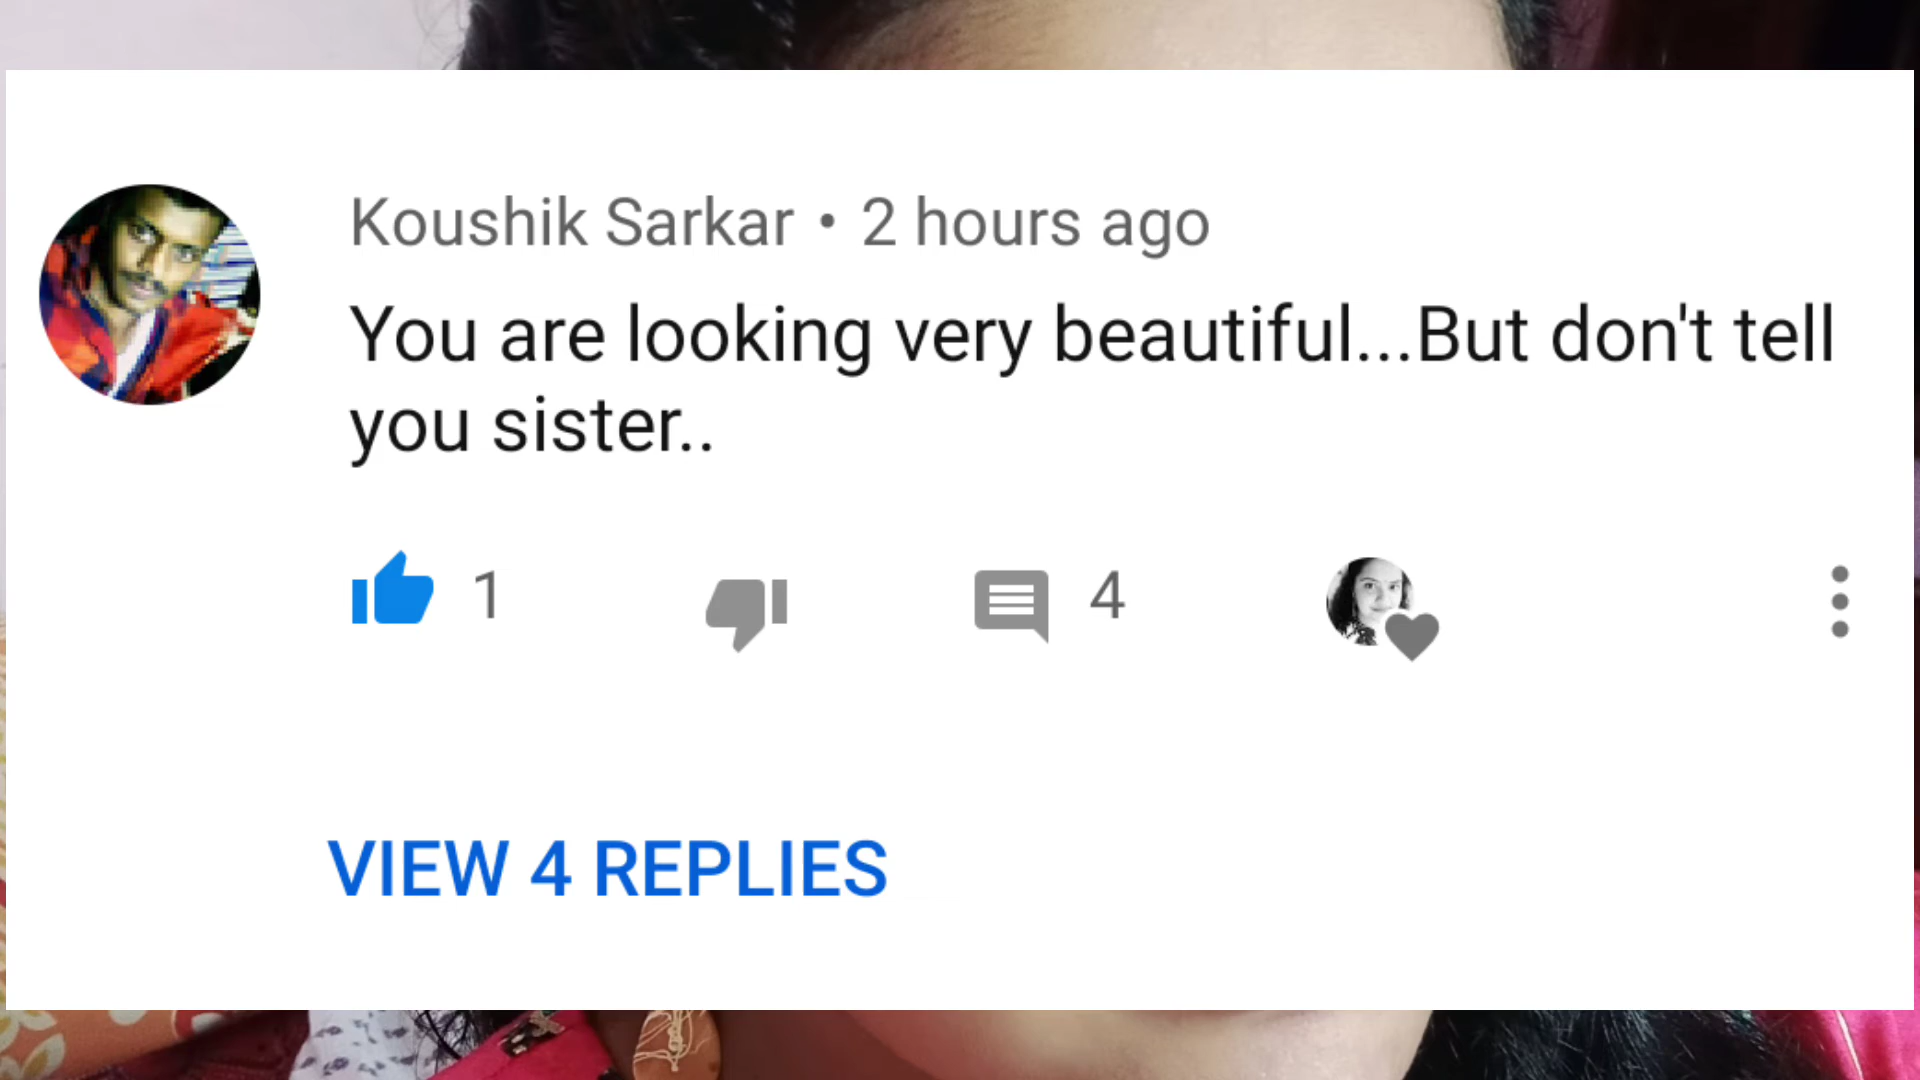 Koushik Sarkar • 2 hours ago
You are looking very beautiful...But don't tell
you sister..
1
4
VIEW 4 REPLIES